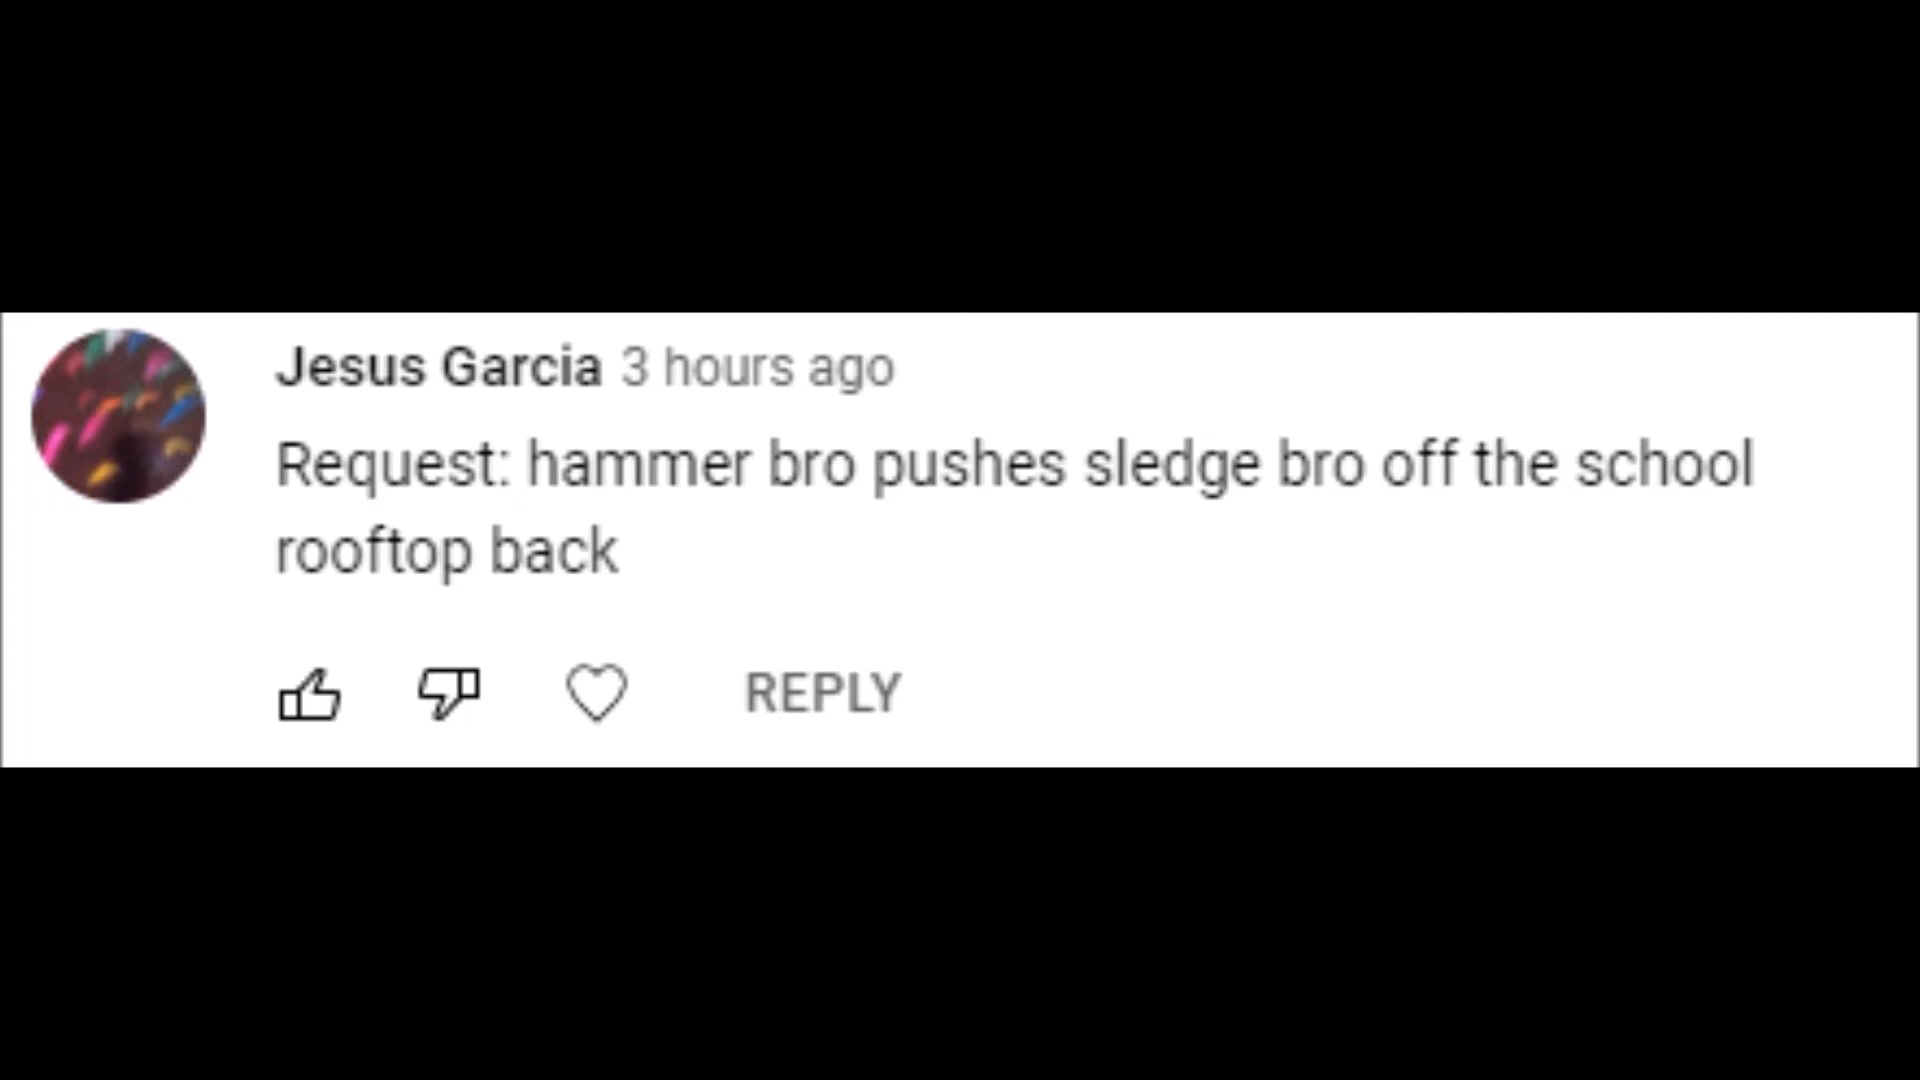 Jesus Garcia 3 hours ago
Request: hammer bro pushes sledge bro off the school
rooftop back
REPLY